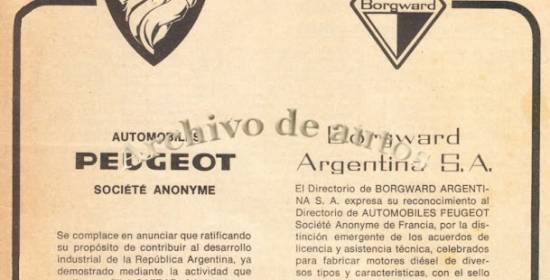 Borgward
Archivo de autos
AUTOMOBILES
PEUGEOT
SOCIÉTÉ ANONYME
Se complace en anunciar que ratificando
su propósito de contribuir al desarrollo
industrial de la República Argentina, ya
demostrado mediante la actividad que
Borgward
Argentina S.A.
El Directorio de BORGWARD ARGENTI-
NA S. A. expresa su reconocimiento al
Directorio de AUTOMOBILES PEUGEOT
Société Anonyme de Francia, por la dis-
tinción emergente de los acuerdos de
licencia y asistencia técnica, celebrados
para fabricar motores diésel de diver-
sos tipos y características, con el sello